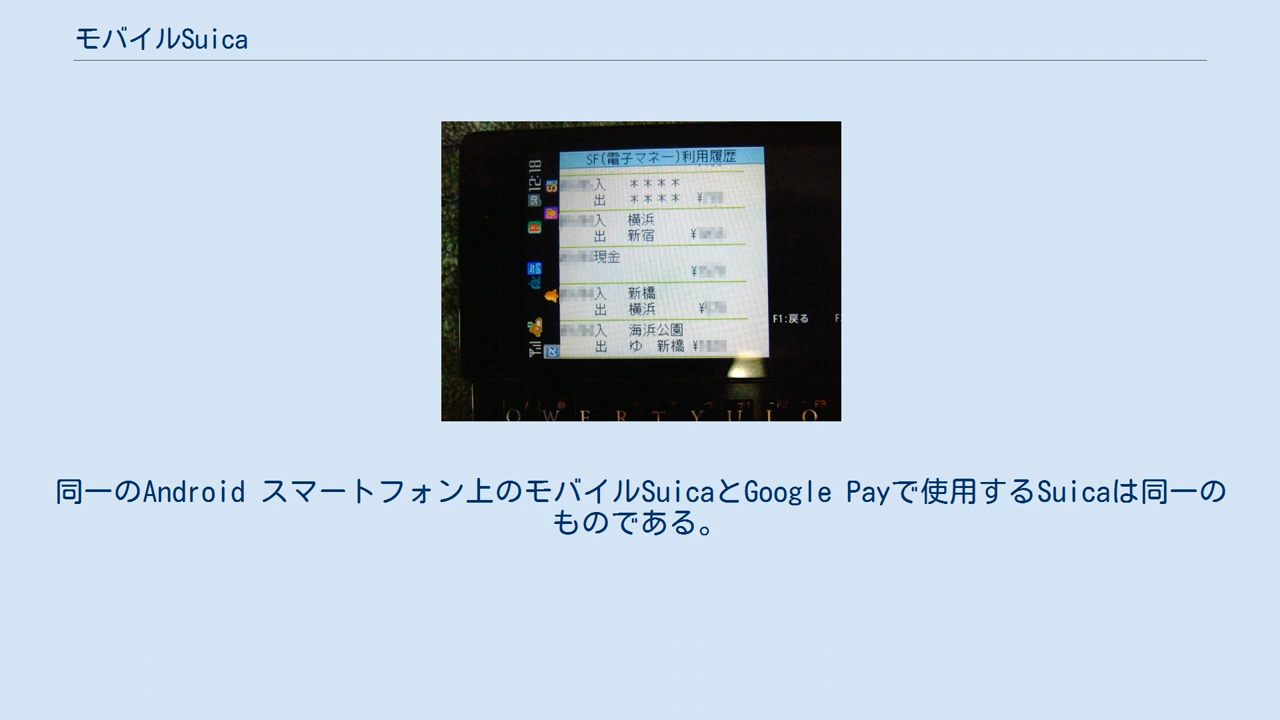 モバイルSuica
SF(電子マネー)利用履歴
12:18
入 ****
出 **** ¥
入 横浜
出 新宿 ¥
現金
¥
入 新橋
出 横浜 ¥
入 海浜公園
出 ゆ 新橋 ¥
F1:戻る
Q W E R T Y U I O
同一のAndroid スマートフォン上のモバイルSuicaとGoogle Payで使用するSuicaは同一の
ものである。